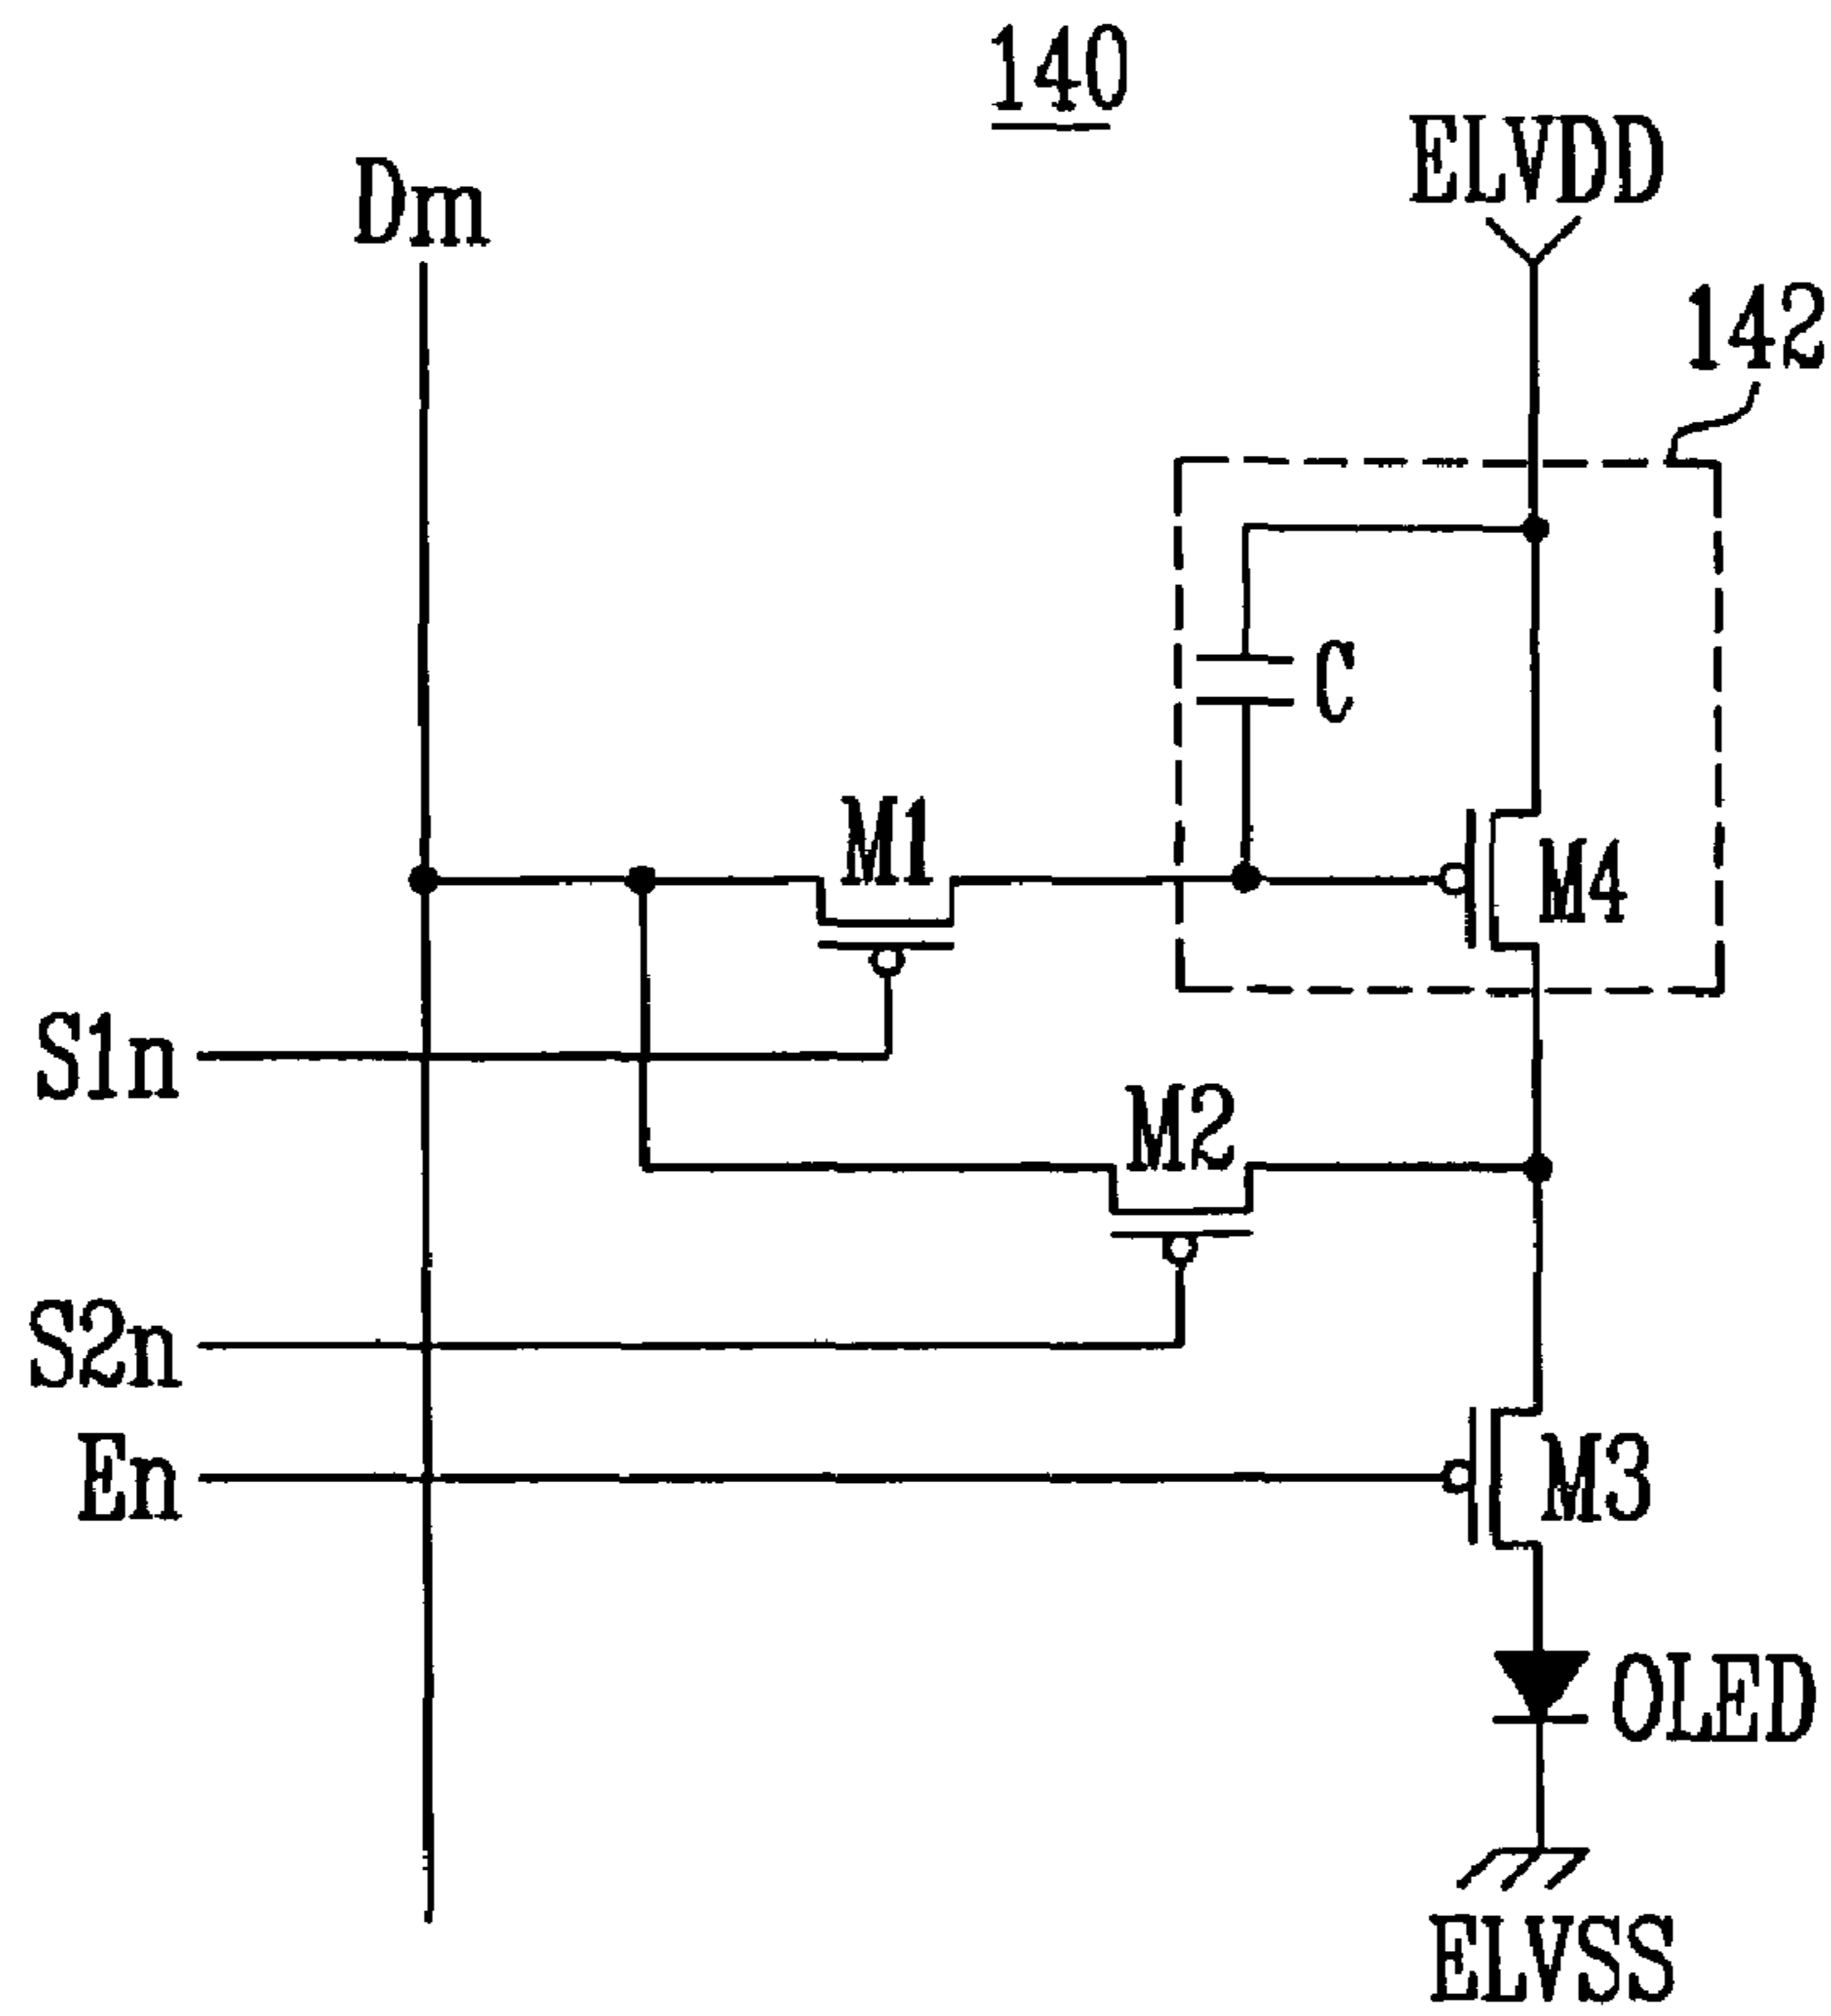 140
ELVDD
Dm
142
C
M1
M4
S1n
M2
S2n
En
M3
OLED
ELVSS